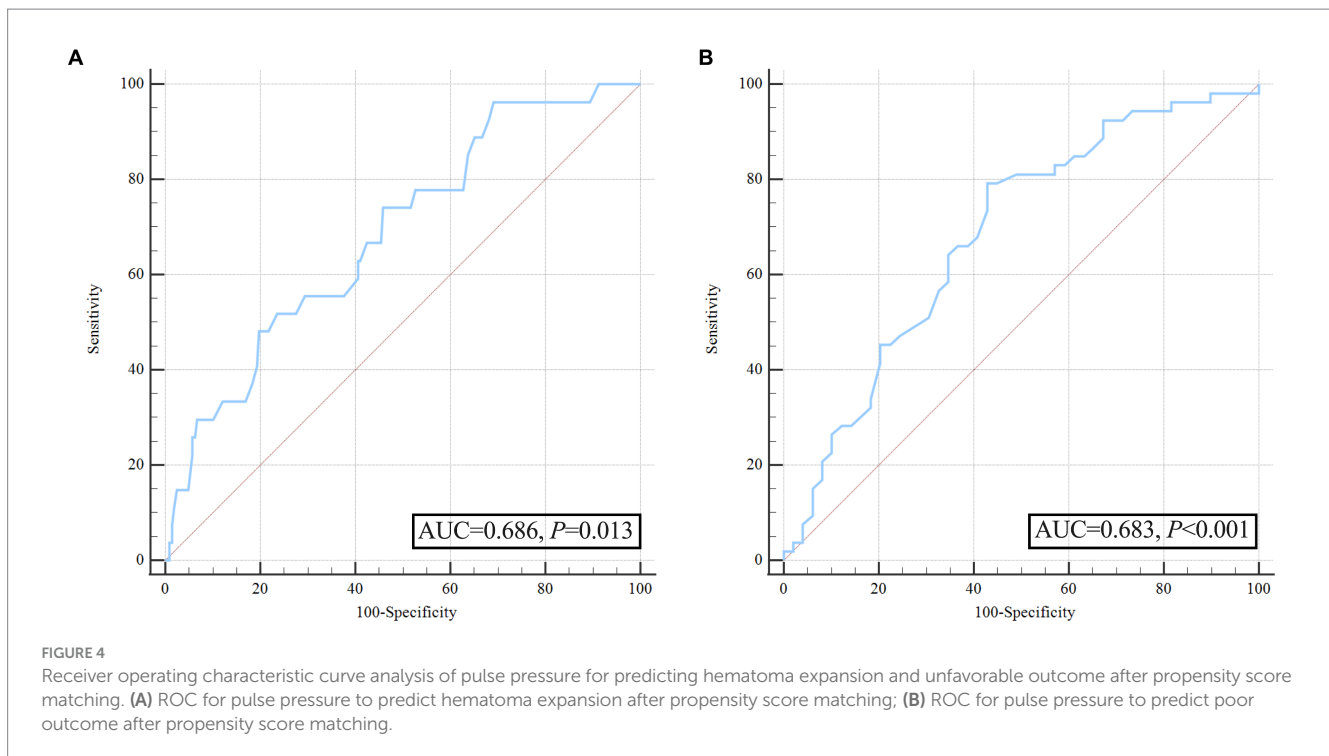 A
100
80
60
40
20
0
Sensitivity
0 20 40 60 80 100
100-Specificity
AUC=0.686, P=0.013
B
100
80
60
40
20
0
Sensitivity
0 20 40 60 80 100
100-Specificity
AUC=0.683, P<0.001
FIGURE 4
Receiver operating characteristic curve analysis of pulse pressure for predicting hematoma expansion and unfavorable outcome after propensity score
matching. (A) ROC for pulse pressure to predict hematoma expansion after propensity score matching; (B) ROC for pulse pressure to predict poor
outcome after propensity score matching.